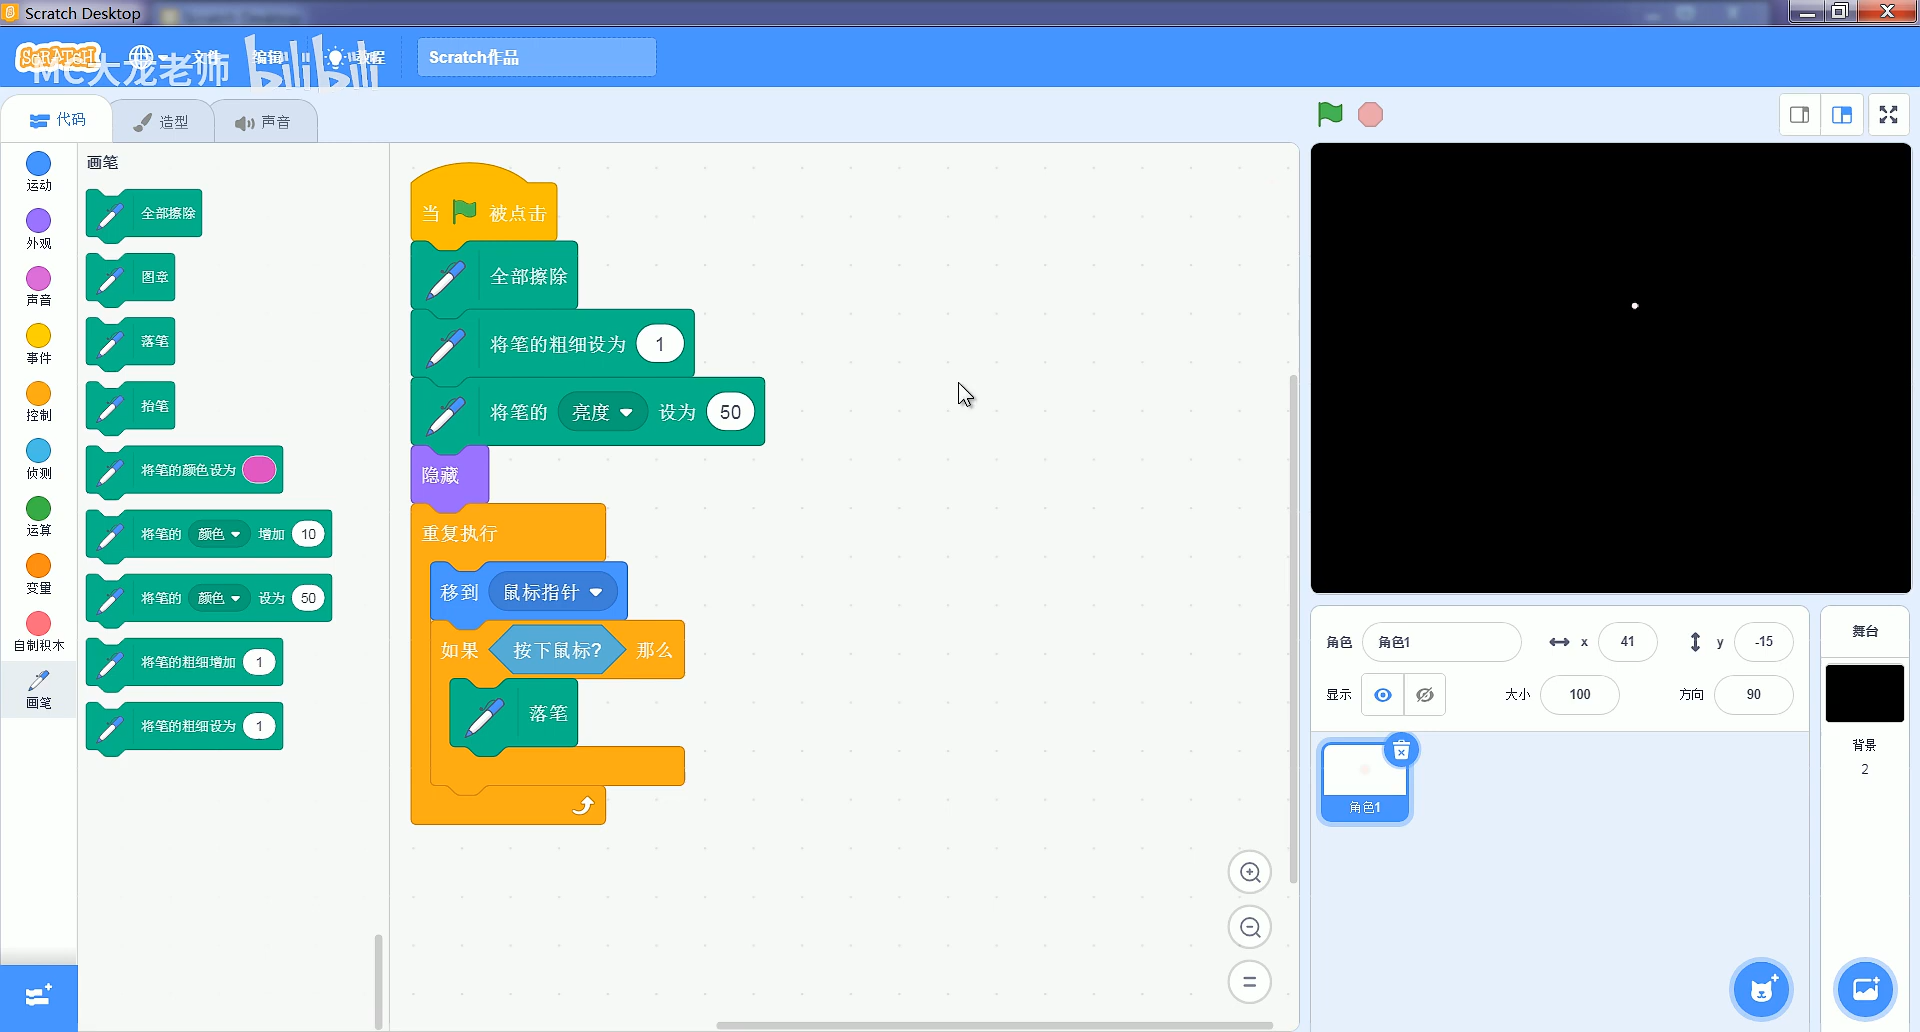 Scratch Desktop
SCRATCH
文件
编辑
教程
Scratch作品
MC大龙老师
bilibili
代码
造型
声音
运动
外观
声音
事件
控制
侦测
运算
变量
自制积木
画笔
画笔
全部擦除
图章
落笔
抬笔
将笔的颜色设为
将笔的 颜色 增加 10
将笔的 颜色 设为 50
将笔的粗细增加 1
将笔的粗细设为 1
当 被点击
全部擦除
将笔的粗细设为 1
将笔的 亮度 设为 50
隐藏
重复执行
移到 鼠标指针
如果 按下鼠标? 那么
落笔
角色 角色1 x 41 y -15
显示 大小 100 方向 90
角色1
舞台
背景
2